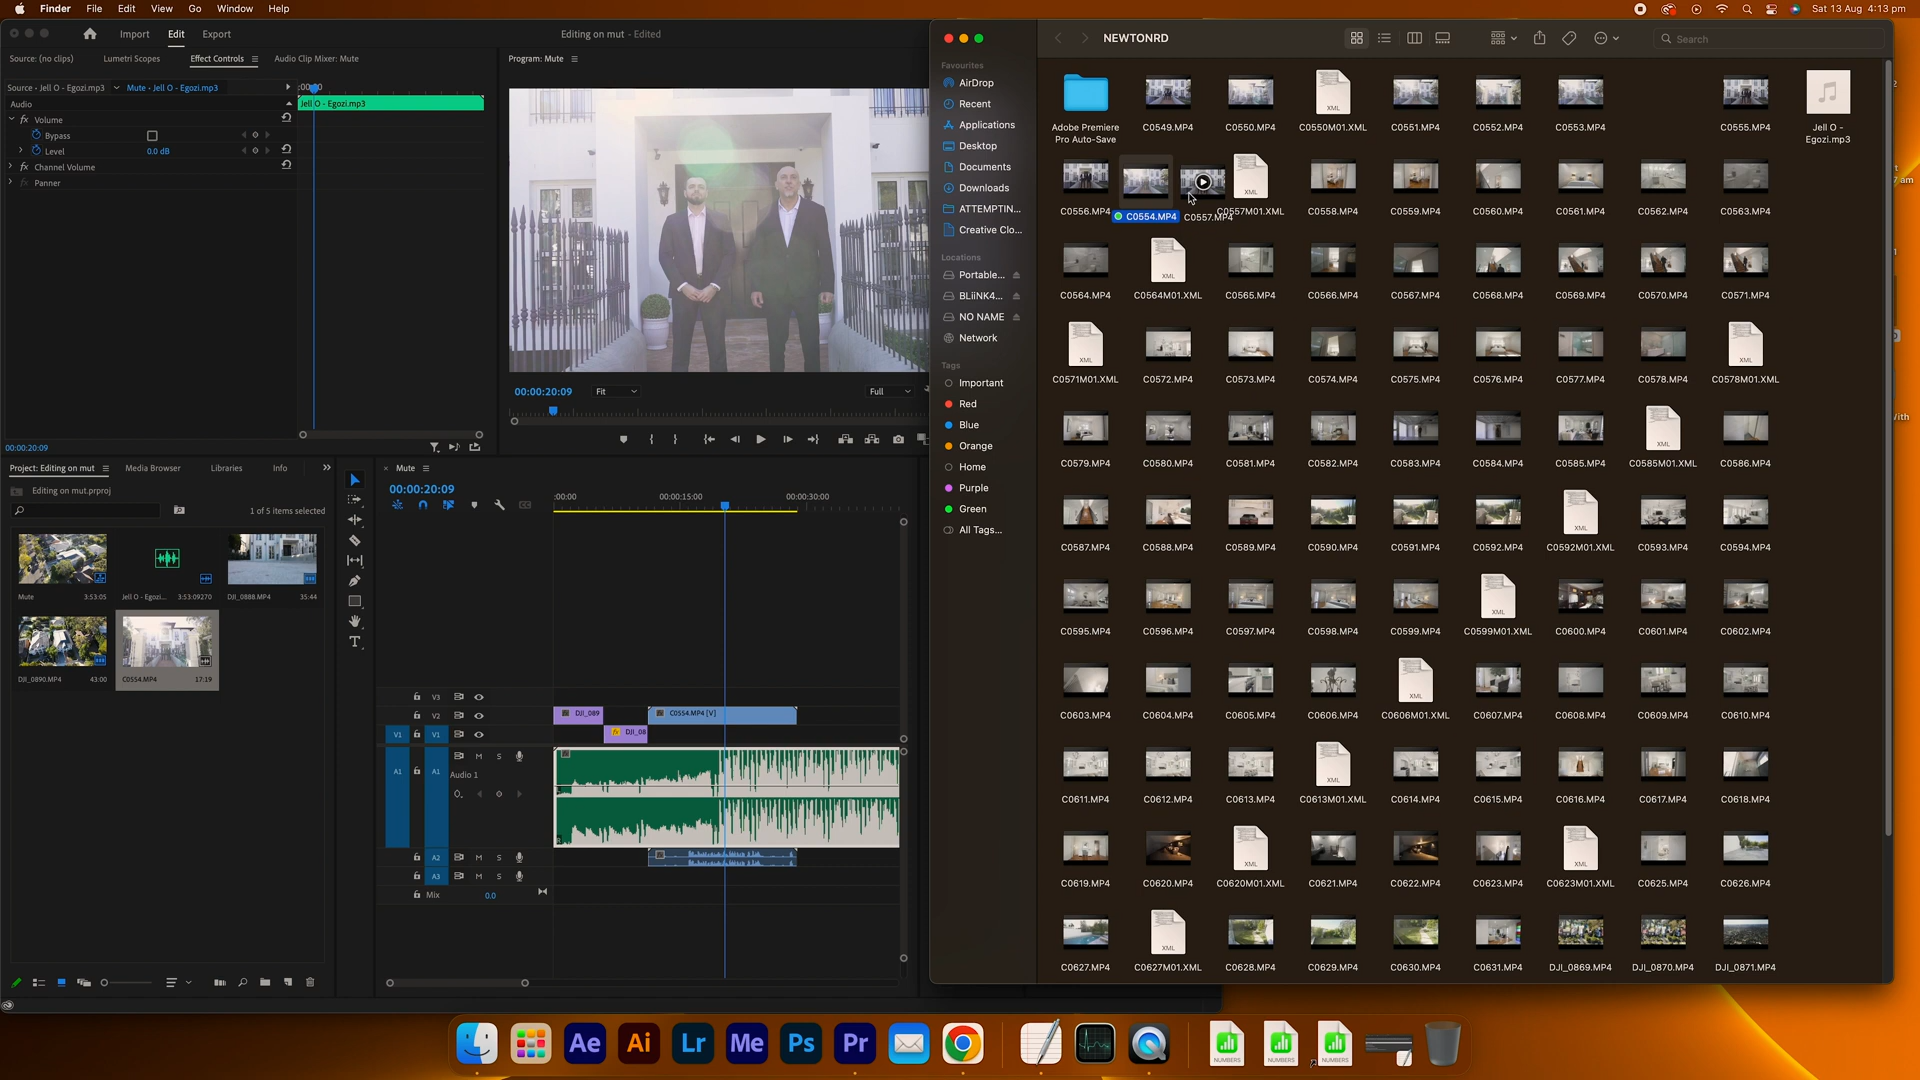 Finder File Edit View Go Window Help
Sat 13 Aug 4:13 pm
Import Edit Export
Editing on mut - Edited
Source: (no clips) Lumetri Scopes Effect Controls Audio Clip Mixer: Mute
Program: Mute
Source · Jell O - Egozi.mp3 Mute · Jell O - Egozi.mp3
Audio
Jell O - Egozi.mp3
fx Volume
Bypass
Level 0.0 dB
fx Channel Volume
fx Panner
00:00:20:09
00:00:20:09 Fit Full
Project: Editing on mut Media Browser Libraries Info
Editing on mut.prproj
1 of 5 items selected
Mute 3:53:05
Jell O - Egozi... 3:53:09270
DJI_0888.MP4 35:44
DJI_0890.MP4 43:00
C0554.MP4 17:19
× Mute
00:00:20:09
:00:00 00:00:15:00 00:00:30:00
V3
V2
DJI_089 C0554.MP4 [V]
V1 V1
DJI_08
A1 A1 M S
Audio 1
A2 M S
A3 M S
Mix 0.0
NEWTONRD
Search
Favourites
AirDrop
Recent
Applications
Desktop
Documents
Downloads
ATTEMPTIN...
Creative Clo...
Locations
Portable...
BLiiNK4...
NO NAME
Network
Tags
Important
Red
Blue
Orange
Home
Purple
Green
All Tags...
Adobe Premiere Pro Auto-Save C0549.MP4 C0550.MP4 C0550M01.XML C0551.MP4 C0552.MP4 C0553.MP4 C0555.MP4 Jell O - Egozi.mp3
C0556.MP4 C0554.MP4 C0557.MP4 C0557M01.XML C0558.MP4 C0559.MP4 C0560.MP4 C0561.MP4 C0562.MP4 C0563.MP4
C0564.MP4 C0564M01.XML C0565.MP4 C0566.MP4 C0567.MP4 C0568.MP4 C0569.MP4 C0570.MP4 C0571.MP4
C0571M01.XML C0572.MP4 C0573.MP4 C0574.MP4 C0575.MP4 C0576.MP4 C0577.MP4 C0578.MP4 C0578M01.XML
C0579.MP4 C0580.MP4 C0581.MP4 C0582.MP4 C0583.MP4 C0584.MP4 C0585.MP4 C0585M01.XML C0586.MP4
C0587.MP4 C0588.MP4 C0589.MP4 C0590.MP4 C0591.MP4 C0592.MP4 C0592M01.XML C0593.MP4 C0594.MP4
C0595.MP4 C0596.MP4 C0597.MP4 C0598.MP4 C0599.MP4 C0599M01.XML C0600.MP4 C0601.MP4 C0602.MP4
C0603.MP4 C0604.MP4 C0605.MP4 C0606.MP4 C0606M01.XML C0607.MP4 C0608.MP4 C0609.MP4 C0610.MP4
C0611.MP4 C0612.MP4 C0613.MP4 C0613M01.XML C0614.MP4 C0615.MP4 C0616.MP4 C0617.MP4 C0618.MP4
C0619.MP4 C0620.MP4 C0620M01.XML C0621.MP4 C0622.MP4 C0623.MP4 C0623M01.XML C0625.MP4 C0626.MP4
C0627.MP4 C0627M01.XML C0628.MP4 C0629.MP4 C0630.MP4 C0631.MP4 DJI_0869.MP4 DJI_0870.MP4 DJI_0871.MP4
Ae Ai Lr Me Ps Pr NUMBERS NUMBERS NUMBERS